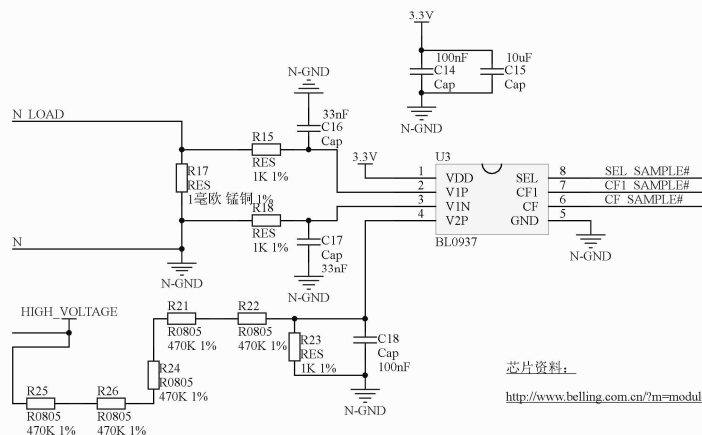 3.3V
100nF
C14
Cap
10uF
C15
Cap
N-GND
N-GND
N LOAD
33nF
C16
Cap
R15
RES
1K 1%
R17
RES
1毫欧 锰铜 1%
R18
RES
1K 1%
C17
Cap
33nF
N
N-GND
N-GND
3.3V
U3
1 VDD
2 V1P
3 V1N
4 V2P
SEL 8 SEL_SAMPLE#
CF1 7 CF1_SAMPLE#
CF 6 CF_SAMPLE#
GND 5
BL0937
N-GND
HIGH_VOLTAGE
R21
R0805
470K 1%
R22
R0805
470K 1%
R23
RES
1K 1%
C18
Cap
100nF
R24
R0805
470K 1%
R25
R0805
470K 1%
R26
R0805
470K 1%
N-GND
芯片资料：
http://www.belling.com.cn/?m=modul